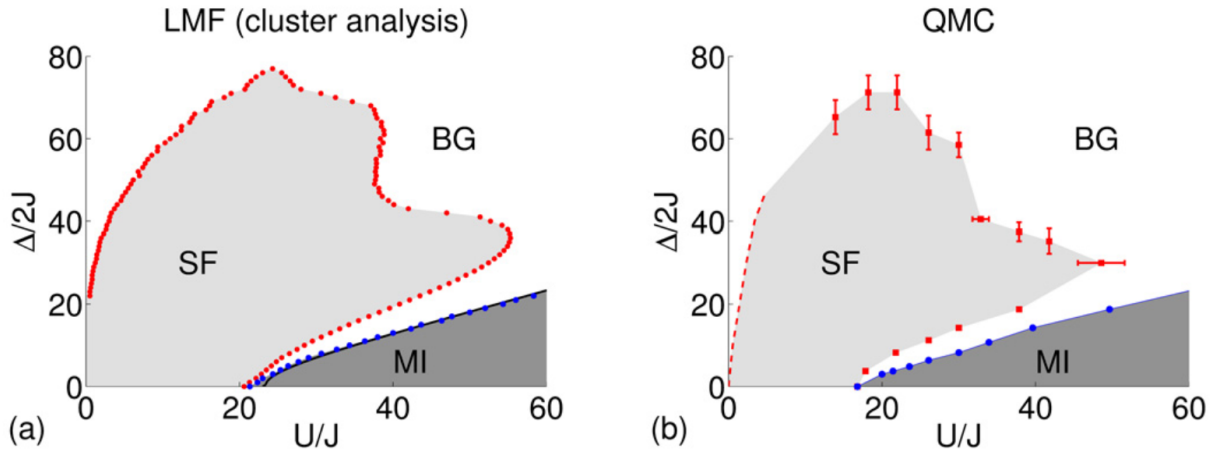 LMF (cluster analysis)
80
60
40
20
0
Δ/2J
BG
SF
MI
0 20 40 60
U/J
(a)
QMC
80
60
40
20
0
Δ/2J
BG
SF
MI
0 20 40 60
U/J
(b)